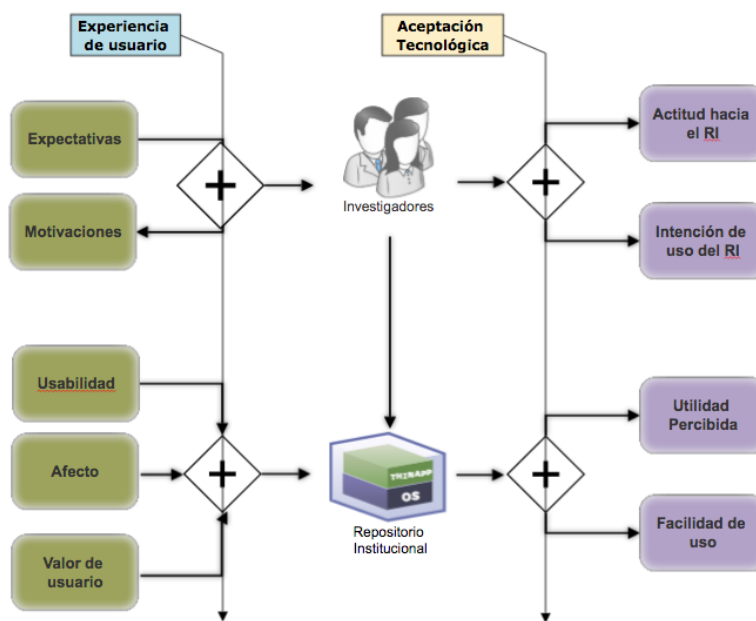 Experiencia
de usuario
Aceptación
Tecnológica
Expectativas
Motivaciones
Investigadores
Actitud hacia
el RI
Intención de
uso del RI
Usabilidad
Afecto
Valor de
usuario
THINAPP
OS
Repositorio
Institucional
Utilidad
Percibida
Facilidad de
uso